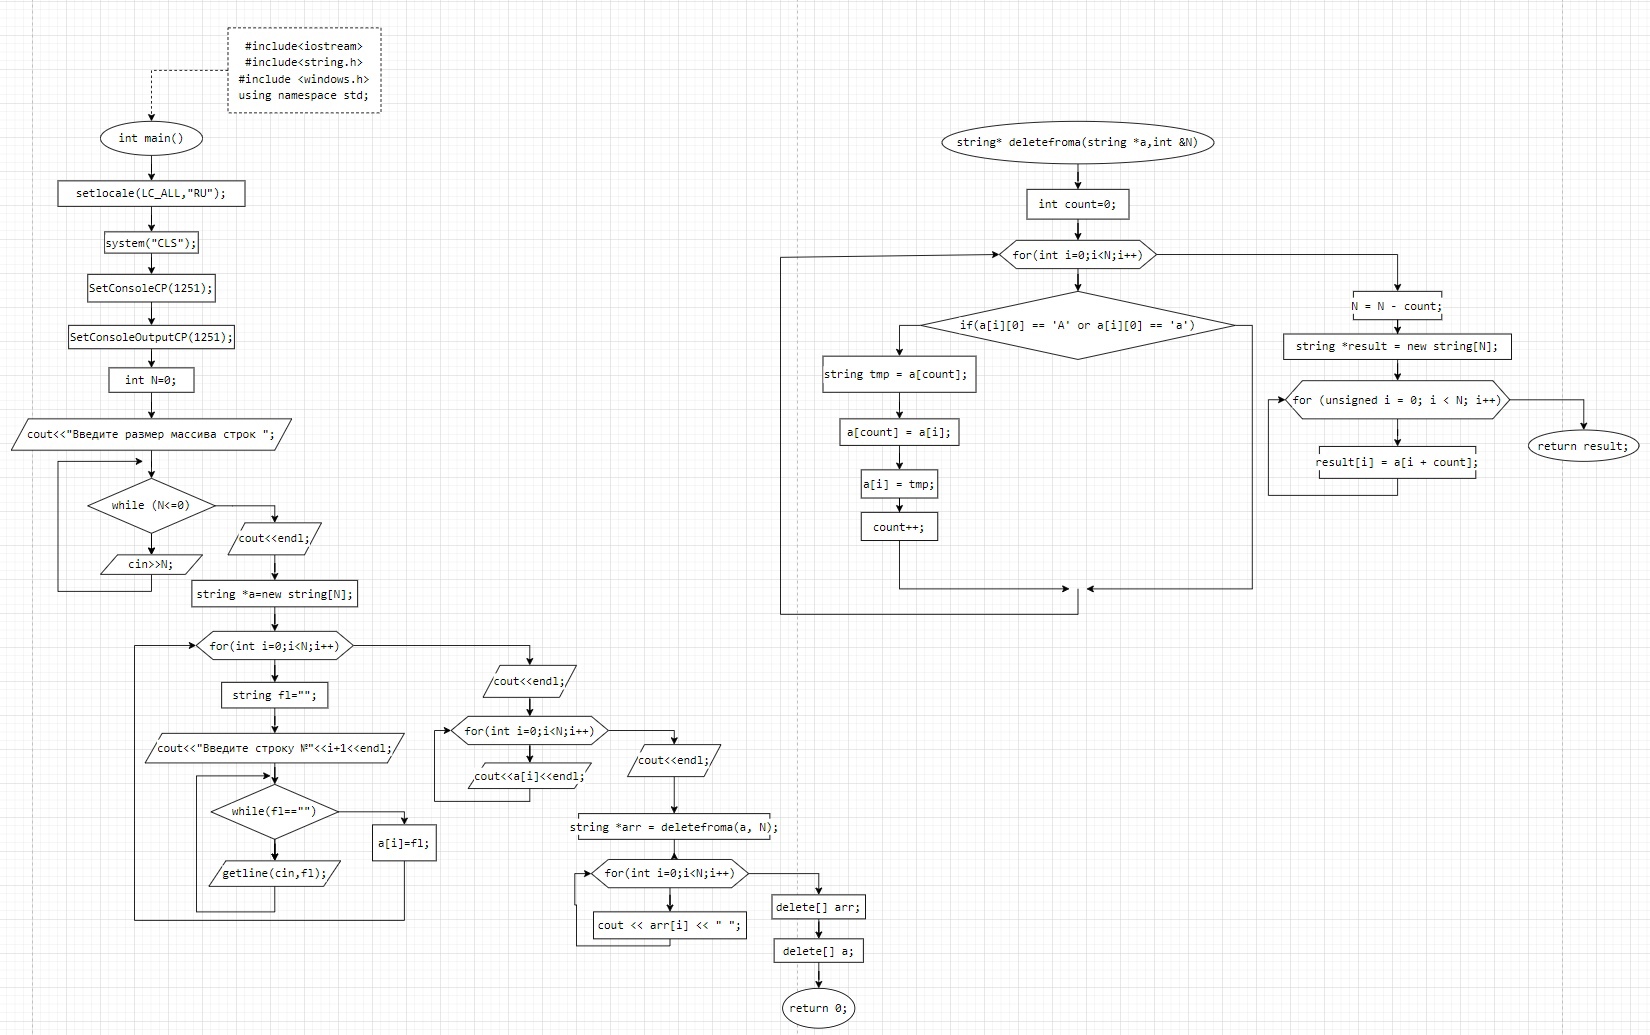 #include<iostream>
#include<string.h>
#include <windows.h>
using namespace std;
int main()
setlocale(LC_ALL,"RU");
system("CLS");
SetConsoleCP(1251);
SetConsoleOutputCP(1251);
int N=0;
cout<<"Введите размер массива строк ";
while (N<=0)
cin>>N;
cout<<endl;
string *a=new string[N];
for(int i=0;i<N;i++)
string fl="";
cout<<"Введите строку №"<<i+1<<endl;
while(fl=="")
getline(cin,fl);
a[i]=fl;
cout<<endl;
for(int i=0;i<N;i++)
cout<<a[i]<<endl;
cout<<endl;
string *arr = deletefroma(a, N);
for(int i=0;i<N;i++)
cout << arr[i] << " ";
delete[] arr;
delete[] a;
return 0;
string* deletefroma(string *a,int &N)
int count=0;
for(int i=0;i<N;i++)
if(a[i][0] == 'A' or a[i][0] == 'a')
string tmp = a[count];
a[count] = a[i];
a[i] = tmp;
count++;
N = N - count;
string *result = new string[N];
for (unsigned i = 0; i < N; i++)
result[i] = a[i + count];
return result;